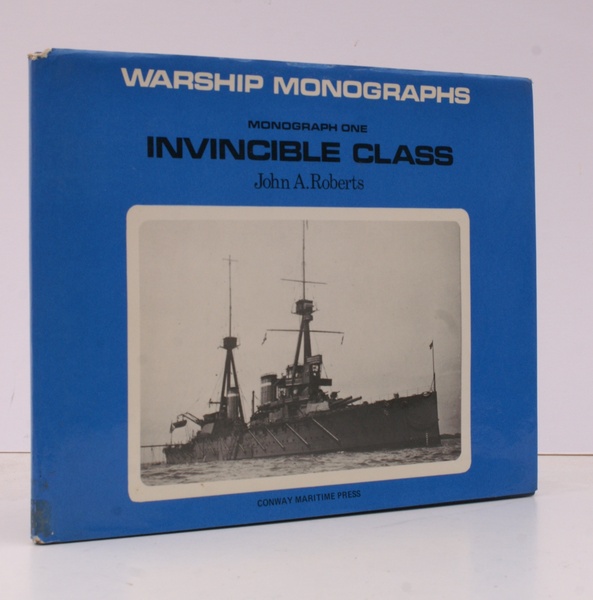 WARSHIP MONOGRAPHS
MONOGRAPH ONE
INVINCIBLE CLASS
John A. Roberts
CONWAY MARITIME PRESS